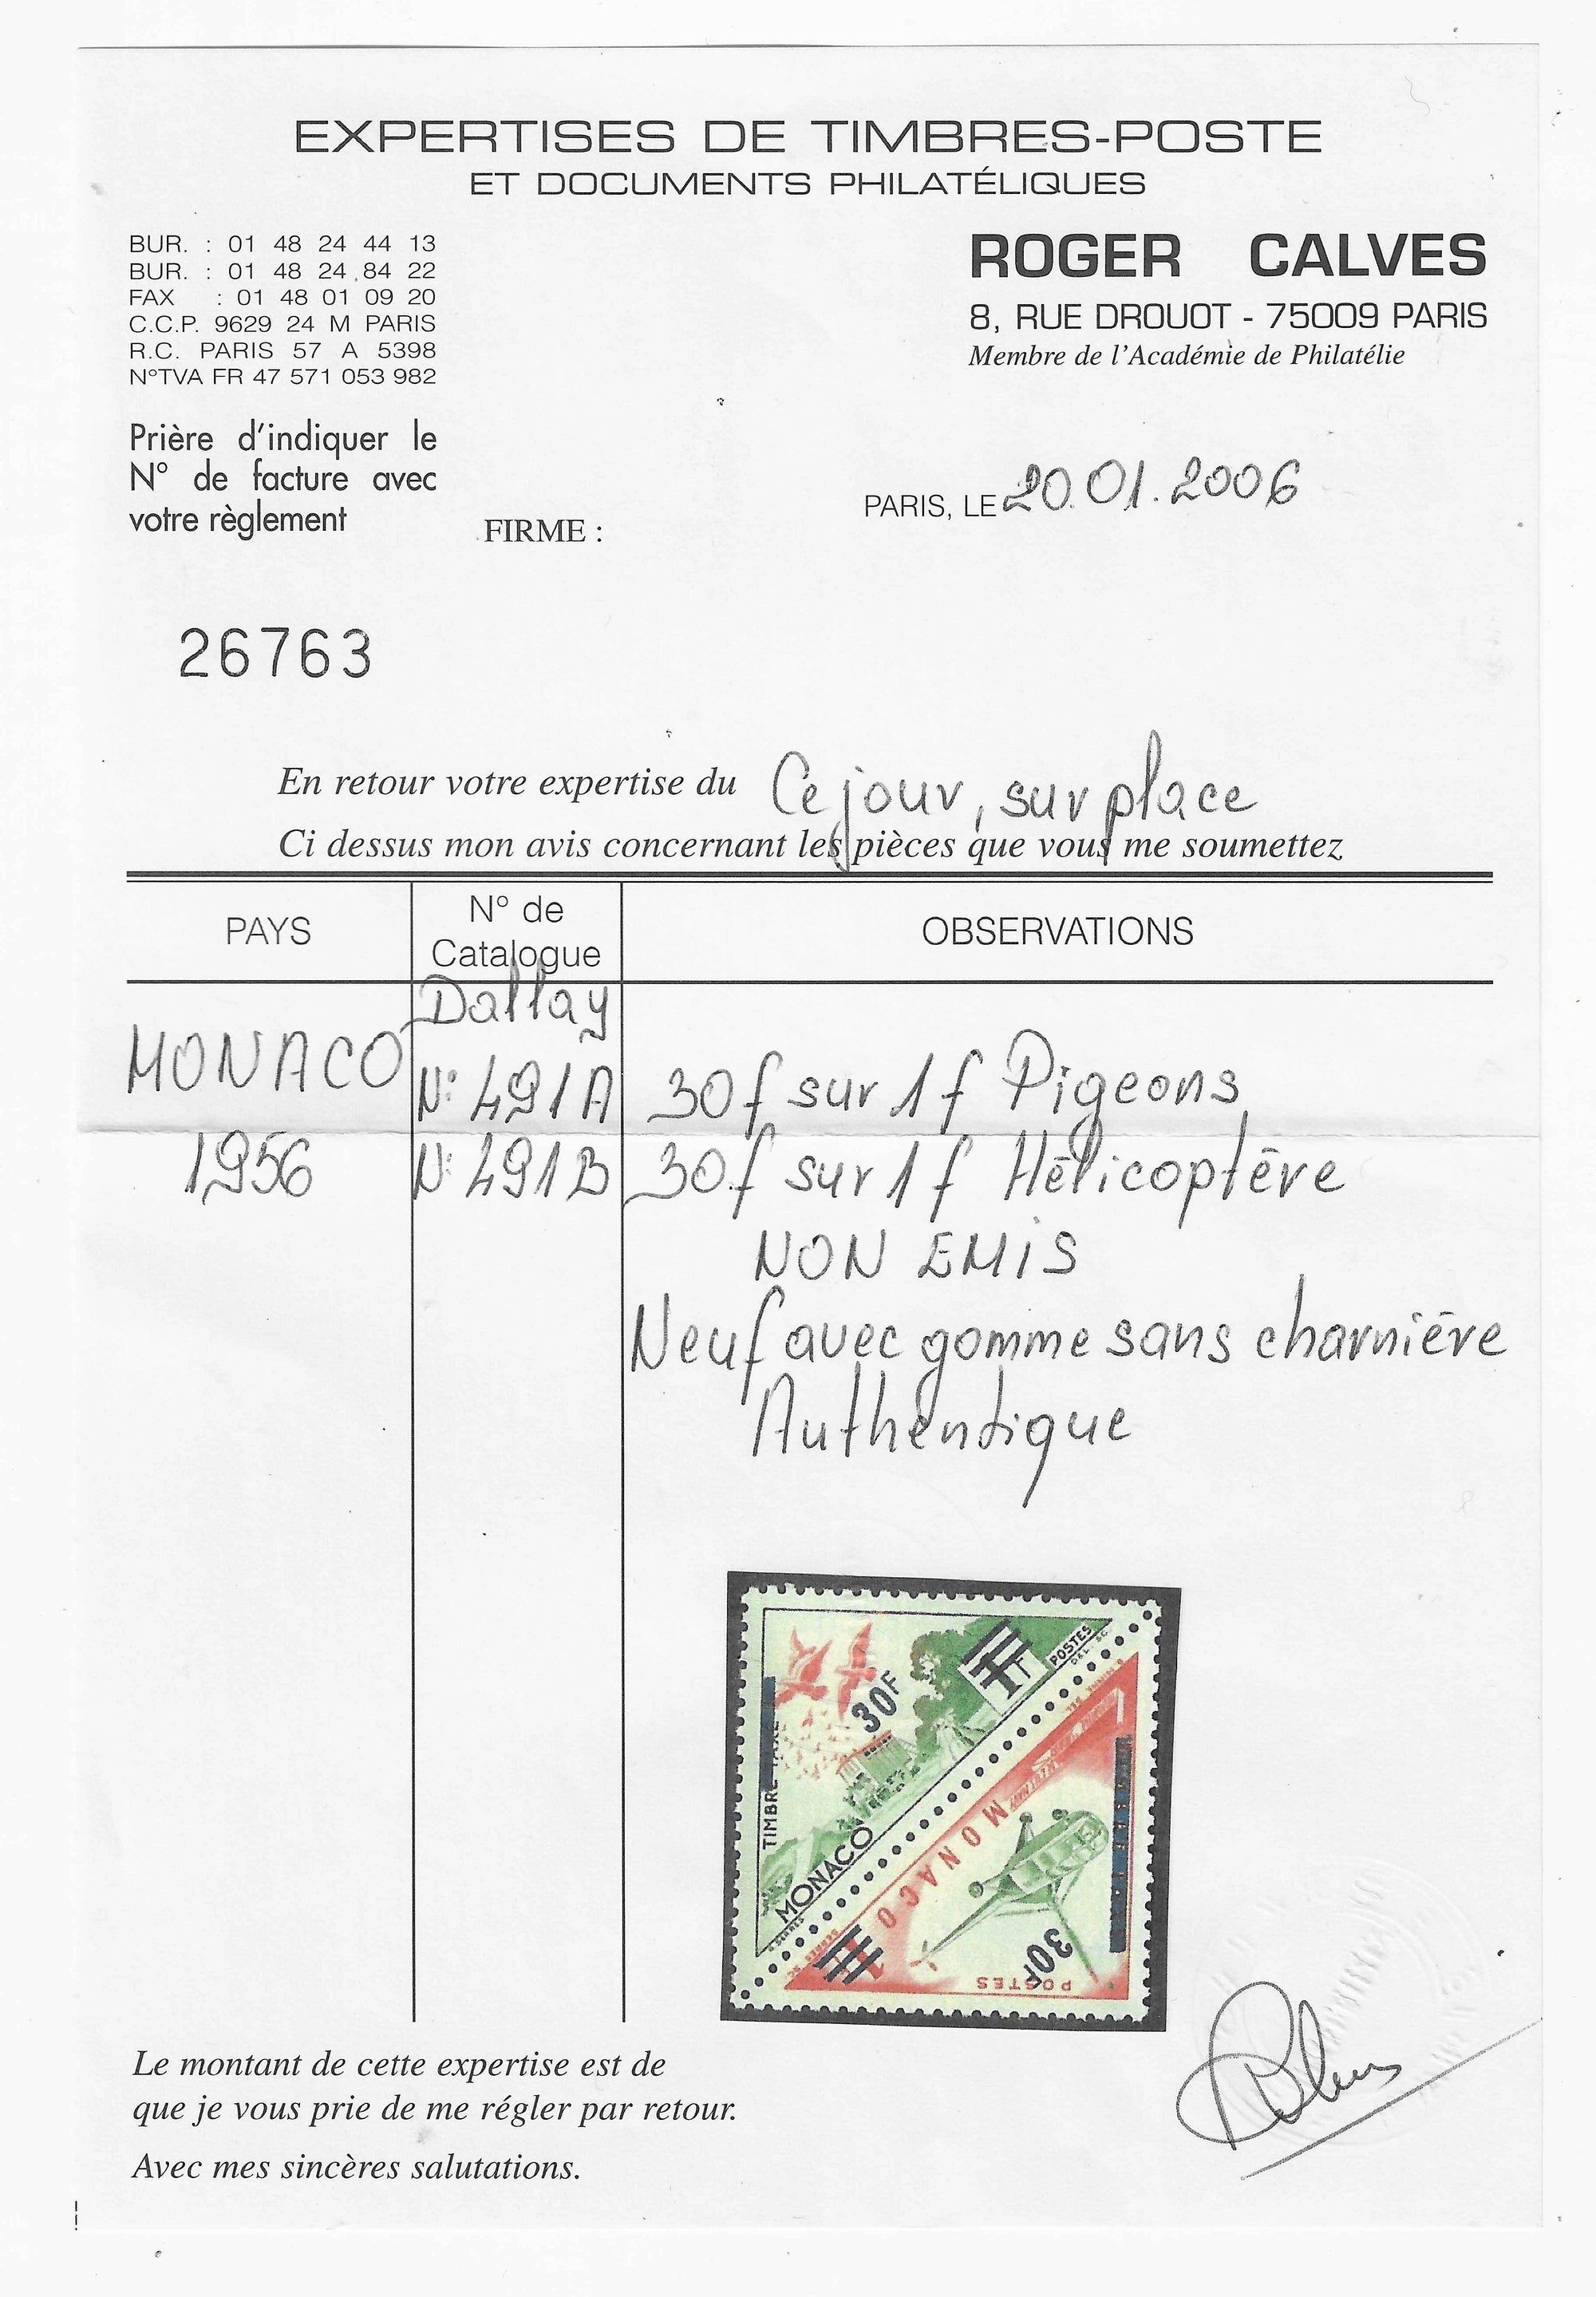 EXPERTISES DE TIMBRES-POSTE
ET DOCUMENTS PHILATÉLIQUES
BUR. : 01 48 24 44 13
BUR. : 01 48 24 84 22
FAX : 01 48 01 09 20
C.C.P. 9629 24 M PARIS
R.C. PARIS 57 A 5398
N°TVA FR 47 571 053 982
ROGER CALVES
8, RUE DROUOT - 75009 PARIS
Membre de l'Académie de Philatélie
Prière d'indiquer le
N° de facture avec
votre règlement
FIRME :
PARIS, LE 20.01.2006
26763
En retour votre expertise du Ce jour, sur place
Ci dessus mon avis concernant les pièces que vous me soumettez
PAYS
N° de
Catalogue
OBSERVATIONS
Dallay
MONACO N° 491A 30f sur 1f Pigeons
1956 N° 491B 30f sur 1f Hélicoptère
NON EMIS
Neuf avec gomme sans charnière
Authentique
POSTES
1F
30F
TIMBRE TAXE
MONACO
MONACO
30F
POSTES
Le montant de cette expertise est de
que je vous prie de me régler par retour.
Avec mes sincères salutations.